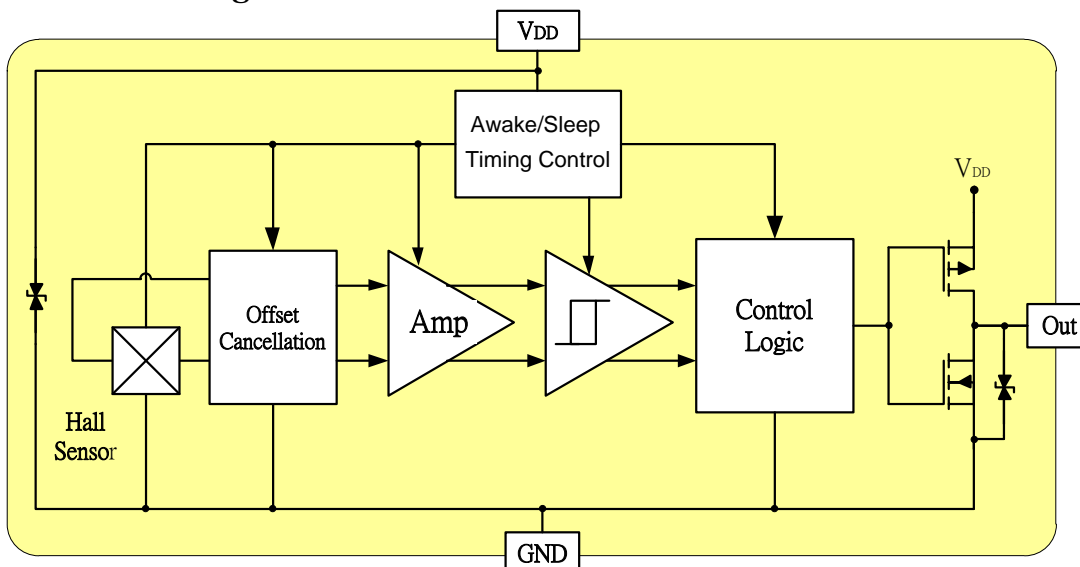 VDD
Awake/Sleep
Timing Control
VDD
Offset
Cancellation
Amp
Control
Logic
Out
Hall
Sensor
GND